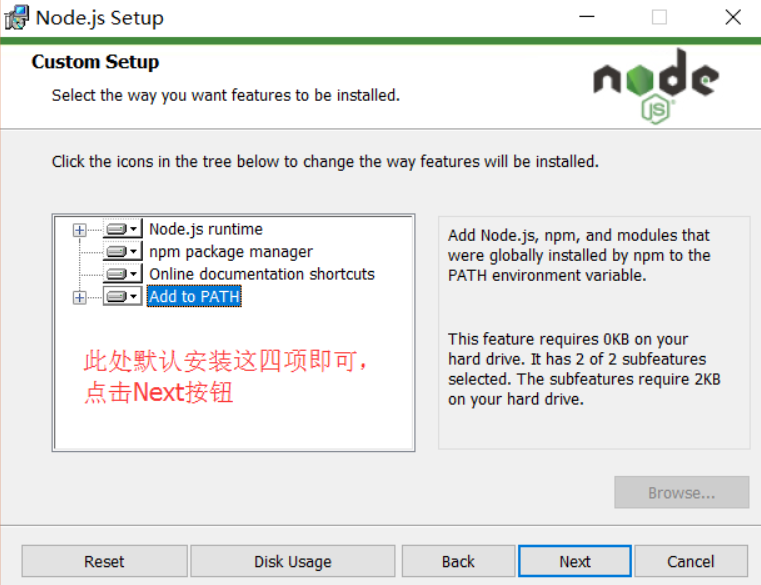 Node.js Setup
Custom Setup
Select the way you want features to be installed.
node
JS
Click the icons in the tree below to change the way features will be installed.
Node.js runtime
npm package manager
Online documentation shortcuts
Add to PATH
此处默认安装这四项即可，
点击Next按钮
Add Node.js, npm, and modules that
were globally installed by npm to the
PATH environment variable.
This feature requires 0KB on your
hard drive. It has 2 of 2 subfeatures
selected. The subfeatures require 2KB
on your hard drive.
Browse...
Reset
Disk Usage
Back
Next
Cancel